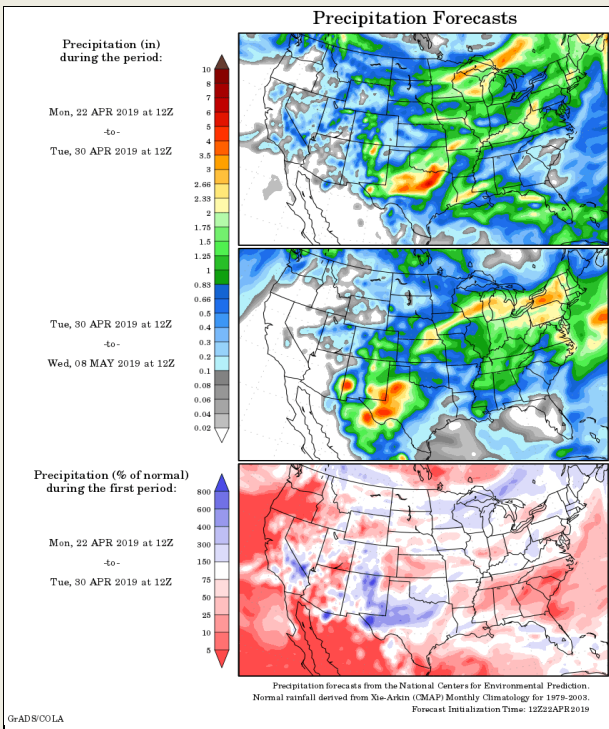 Precipitation Forecasts
Precipitation (in)
during the period:
Mon, 22 APR 2019 at 12Z
-to-
Tue, 30 APR 2019 at 12Z
10
9
8
7
6
5
4
3.5
3
2.66
2.33
2
1.75
1.5
1.25
1
0.83
0.66
0.5
0.4
0.3
0.2
0.1
0.08
0.06
0.04
0.02
Tue, 30 APR 2019 at 12Z
-to-
Wed, 08 MAY 2019 at 12Z
Precipitation (% of normal)
during the first period:
Mon, 22 APR 2019 at 12Z
-to-
Tue, 30 APR 2019 at 12Z
800
600
400
300
150
75
50
25
10
5
Precipitation forecasts from the National Centers for Environmental Prediction.
Normal rainfall derived from Xie-Arkin (CMAP) Monthly Climatology for 1979-2003.
Forecast Initialization Time: 12Z22APR2019
GrADS/COLA